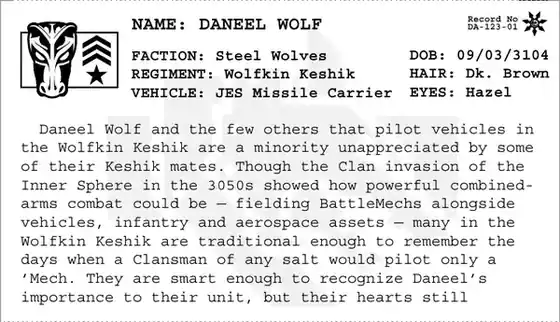 NAME: DANEEL WOLF
Record No
DA-123-01
FACTION: Steel Wolves
DOB: 09/03/3104
REGIMENT: Wolfkin Keshik
HAIR: Dk. Brown
VEHICLE: JES Missile Carrier
EYES: Hazel
Daneel Wolf and the few others that pilot vehicles in
the Wolfkin Keshik are a minority unappreciated by some
of their Keshik mates. Though the Clan invasion of the
Inner Sphere in the 3050s showed how powerful combined-
arms combat could be — fielding BattleMechs alongside
vehicles, infantry and aerospace assets — many in the
Wolfkin Keshik are traditional enough to remember the
days when a Clansman of any salt would pilot only a
‘Mech. They are smart enough to recognize Daneel’s
importance to their unit, but their hearts still